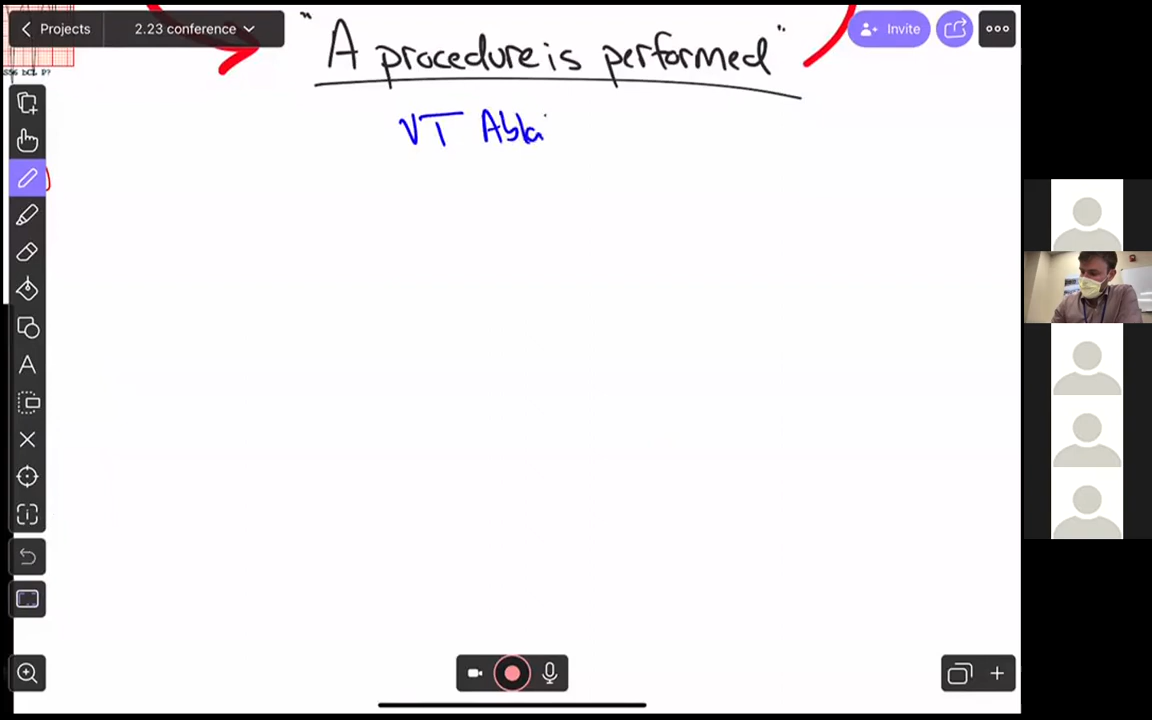 Projects
2.23 conference
Invite
"A procedure is performed"
VT Abla
A